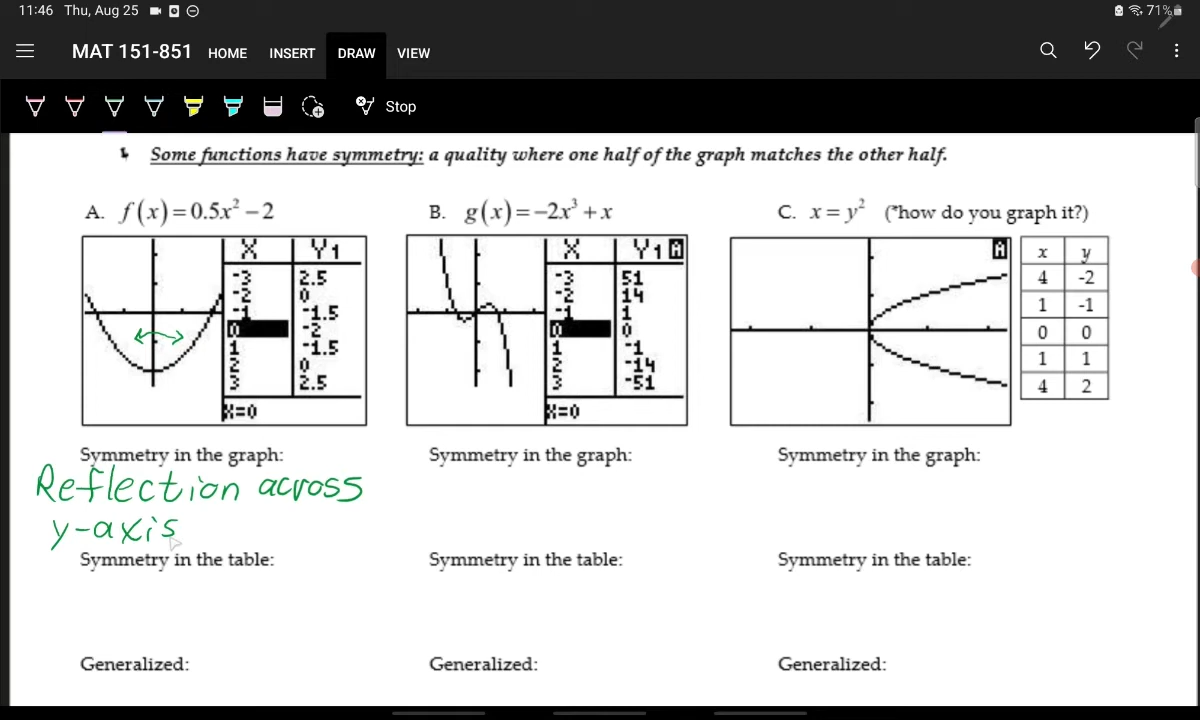 11:46 Thu, Aug 25 71%
MAT 151-851 HOME INSERT DRAW VIEW
Stop
Some functions have symmetry: a quality where one half of the graph matches the other half.
A. f(x)=0.5x²-2
B. g(x)=-2x³+x
C. x=y² (*how do you graph it?)
X Y1
-3 2.5
-2 0
-1 -1.5
0 -2
1 -1.5
2 0
3 2.5
X=0
X Y1
-3 51
-2 14
-1 1
0 0
1 -1
2 -14
3 -51
X=0
x y
4 -2
1 -1
0 0
1 1
4 2
Symmetry in the graph: Symmetry in the graph: Symmetry in the graph:
Reflection across
y-axis
Symmetry in the table: Symmetry in the table: Symmetry in the table:
Generalized: Generalized: Generalized: